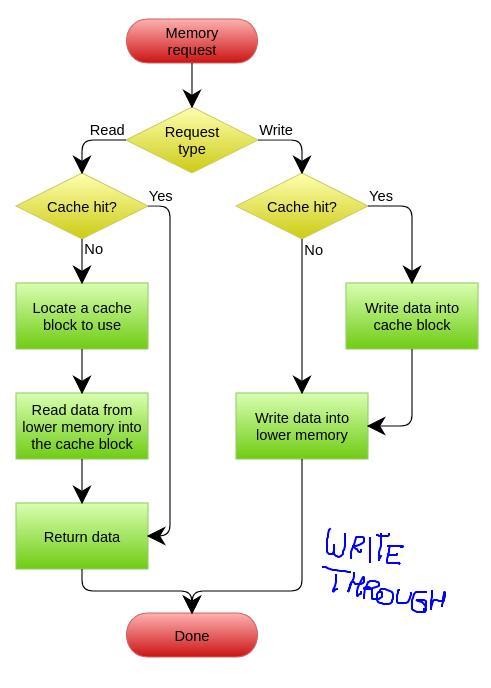 Memory
request
Request
type
Read
Write
Cache hit?
Yes
No
Cache hit?
Yes
No
Locate a cache
block to use
Write data into
cache block
Read data from
lower memory into
the cache block
Write data into
lower memory
Return data
WRITE
THROUGH
Done